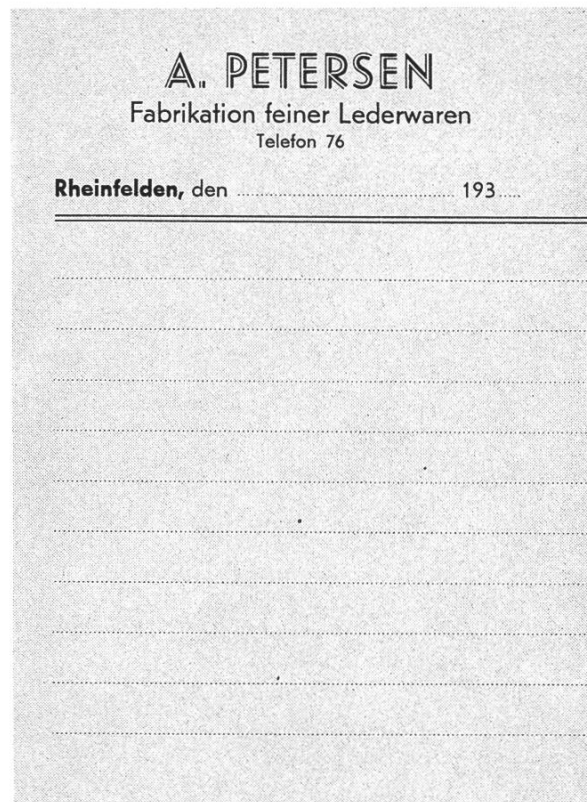 A. PETERSEN
Fabrikation feiner Lederwaren
Telefon 76
Rheinfelden, den ........................................ 193.....